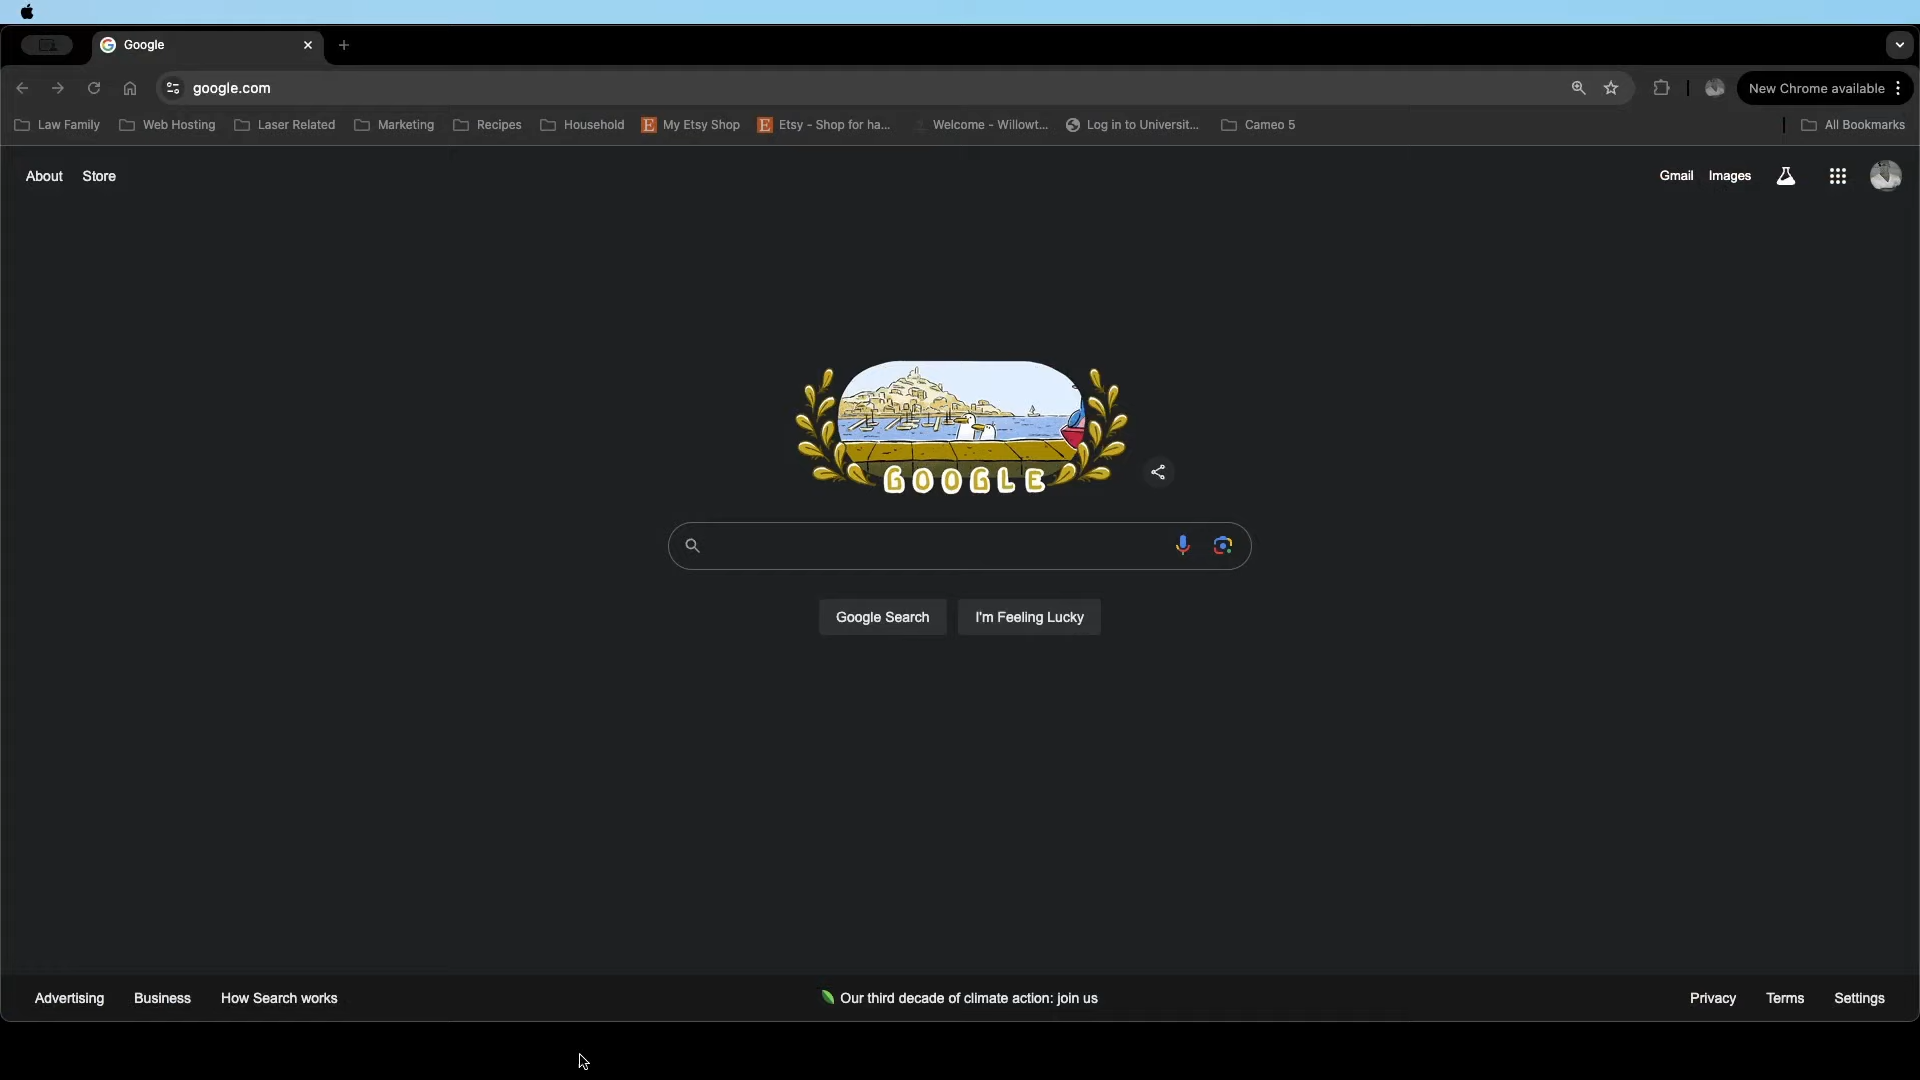 Google
google.com
New Chrome available
Law Family Web Hosting Laser Related Marketing Recipes Household My Etsy Shop Etsy - Shop for ha... Welcome - Willowt... Log in to Universit... Cameo 5 All Bookmarks
About Store Gmail Images
GOOGLE
Google Search I'm Feeling Lucky
Advertising Business How Search works Our third decade of climate action: join us Privacy Terms Settings